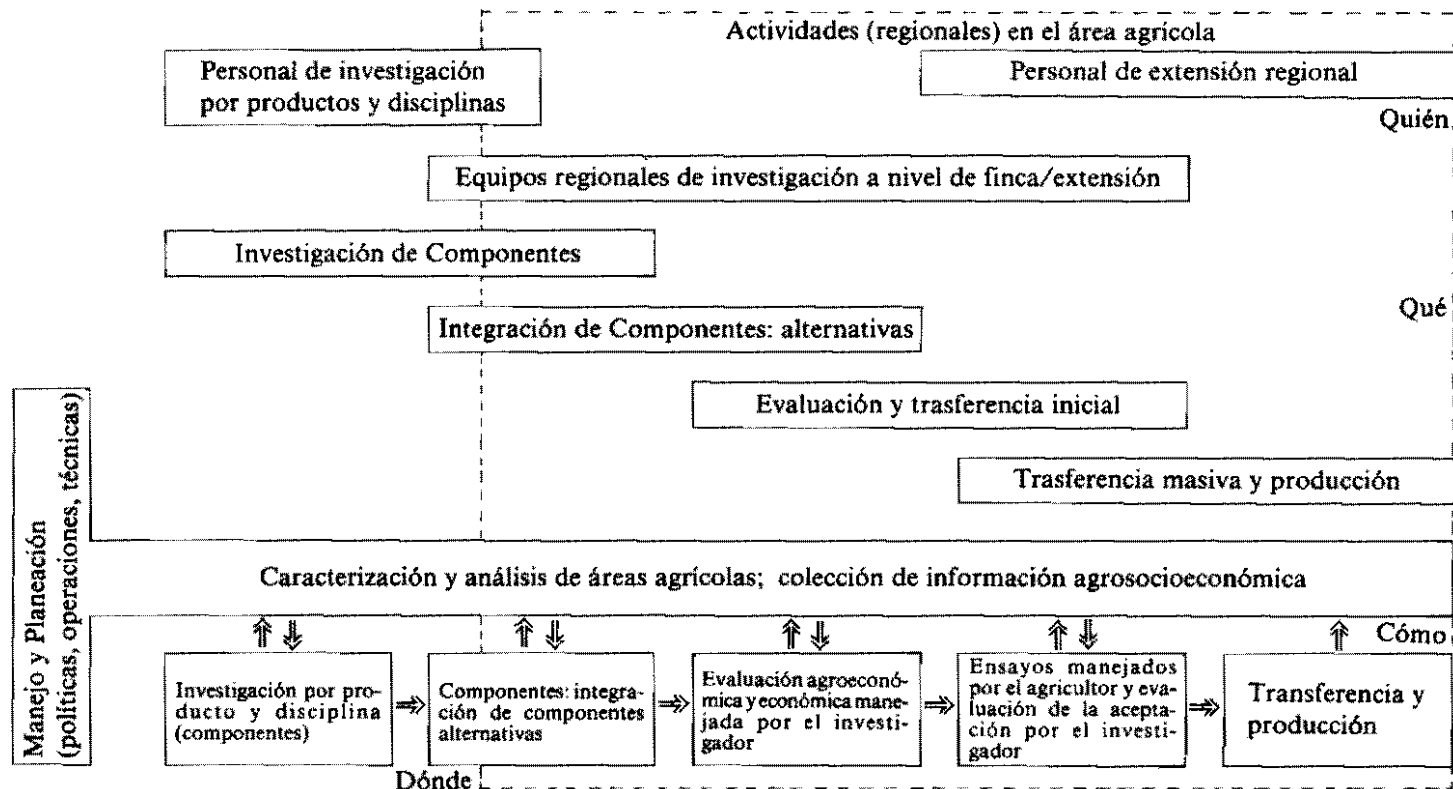 Actividades (regionales) en el área agrícola
Personal de investigación
por productos y disciplinas
Personal de extensión regional
Quién
Equipos regionales de investigación a nivel de finca/extensión
Investigación de Componentes
Integración de Componentes: alternativas
Qué
Evaluación y trasferencia inicial
Trasferencia masiva y producción
Manejo y Planeación
(políticas, operaciones, técnicas)
Caracterización y análisis de áreas agrícolas; colección de información agrosocioeconómica
Cómo
Investigación por pro-
ducto y disciplina
(componentes)
Componentes: integra-
ción de componentes
alternativas
Evaluación agroeconó-
mica y económica mane-
jada por el investi-
gador
Ensayos manejados
por el agricultor y eva-
luación de la acepta-
ción por el investi-
gador
Transferencia y
producción
Dónde